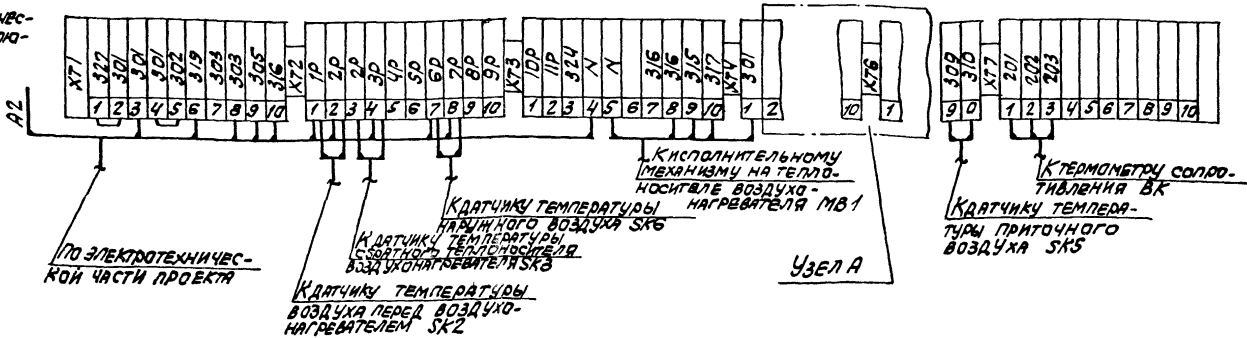 XT1 327 301 301 301 302 319 303 303 305 316 XT2 1P 2P 2P 3P 4P 5P 6P 7P 8P 9P XT3 10P 11P 324 N N 316 316 315 317 XT4 301 XT6 309 310 XT7 201 202 203
1 2 3 4 5 6 7 8 9 10 1 2 3 4 5 6 7 8 9 10 1 2 3 4 5 6 7 8 9 10 1 2 10 1 9 0 1 2 3 4 5 6 7 8 9 10
A2
К исполнительному
механизму на тепло-
носителе воздухо-
нагревателя МВ1
К термометру сопро-
тивления ВК
К датчику темпера-
туры приточного
воздуха SK5
К датчику температуры
наружного воздуха SK6
К датчику температуры
обратного теплоносителя
воздухонагревателя SK3
По электротехничес-
кой части проекта
Узел А
К датчику температуры
воздуха перед воздухо-
нагревателем SK2